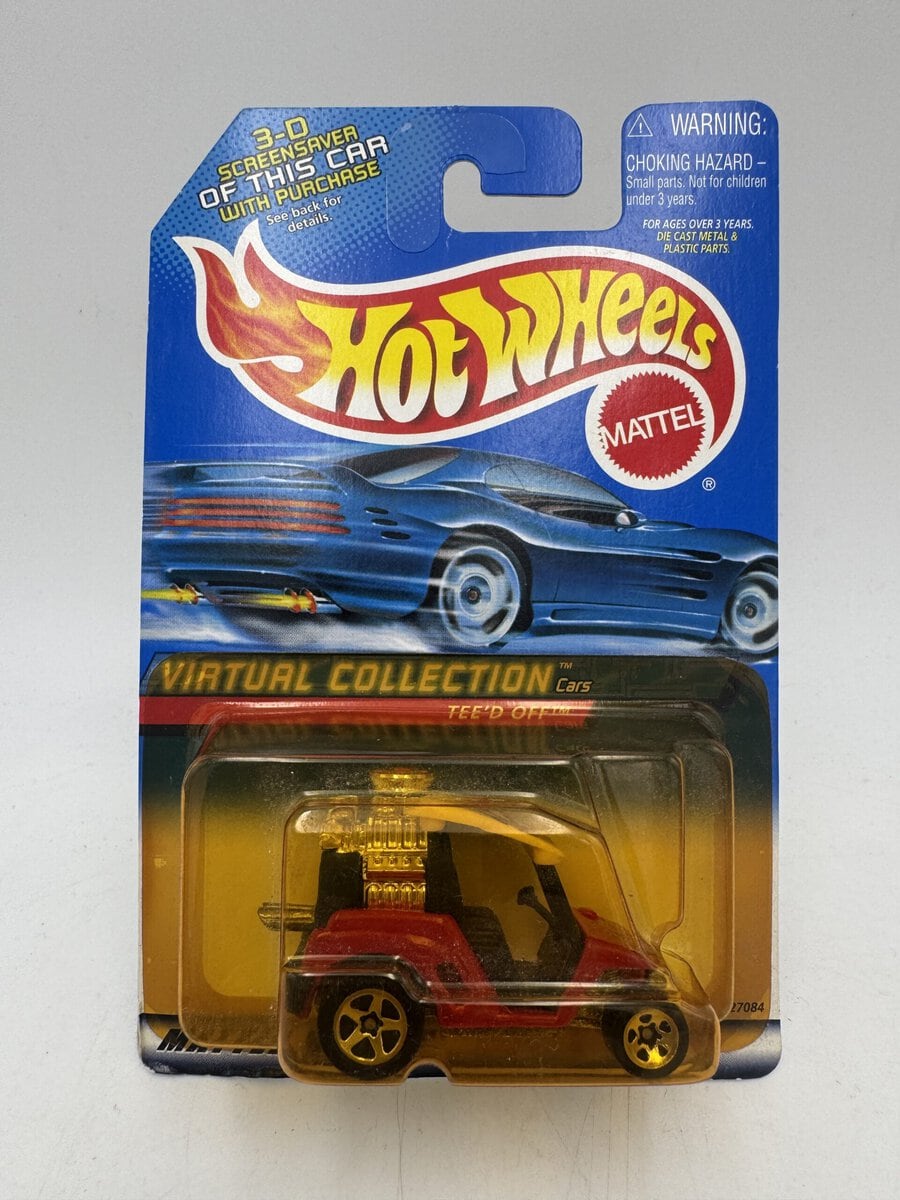 3-D
SCREENSAVER
OF THIS CAR
WITH PURCHASE
See back for
details.
⚠ WARNING:
CHOKING HAZARD –
Small parts. Not for children
under 3 years.
FOR AGES OVER 3 YEARS.
DIE CAST METAL &
PLASTIC PARTS.
HOT WHEELS
MATTEL
®
VIRTUAL COLLECTION™
Cars
TEE'D OFF™
27084